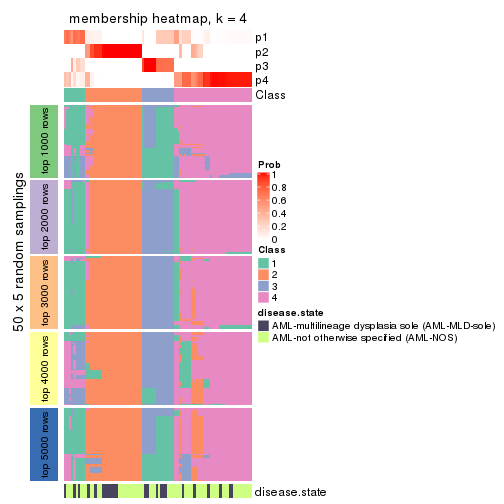 membership heatmap, k = 4
p1
p2
p3
p4
Class
50 x 5 random samplings
top 1000 rows
top 2000 rows
top 3000 rows
top 4000 rows
top 5000 rows
Prob
1
0.8
0.6
0.4
0.2
0
Class
1
2
3
4
disease.state
AML-multilineage dysplasia sole (AML-MLD-sole)
AML-not otherwise specified (AML-NOS)
disease.state